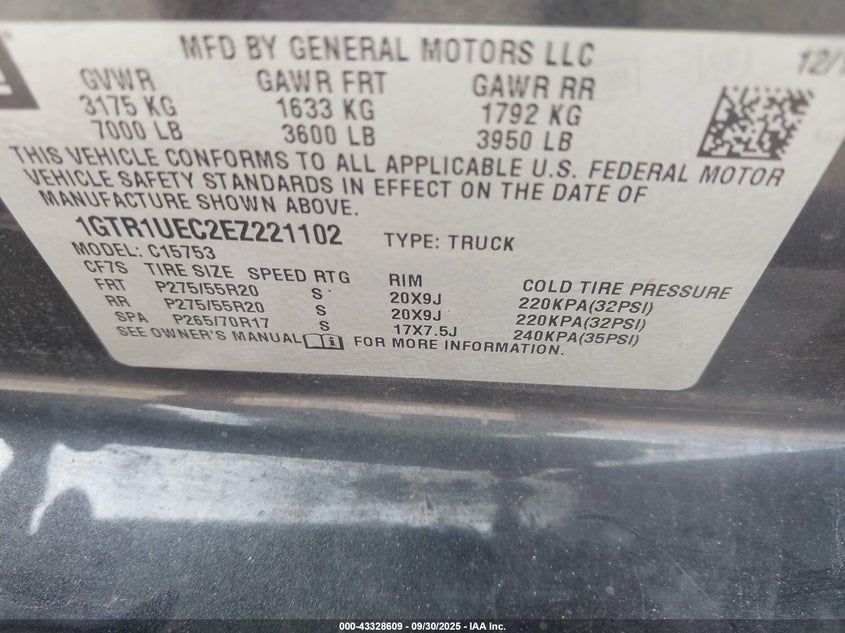 MFD BY GENERAL MOTORS LLC 12/1
GVWR GAWR FRT GAWR RR
3175 KG 1633 KG 1792 KG
7000 LB 3600 LB 3950 LB
THIS VEHICLE CONFORMS TO ALL APPLICABLE U.S. FEDERAL MOTOR
VEHICLE SAFETY STANDARDS IN EFFECT ON THE DATE OF
MANUFACTURE SHOWN ABOVE.
1GTR1UEC2EZ221102 TYPE: TRUCK
MODEL: C15753
CF7S TIRE SIZE SPEED RTG RIM COLD TIRE PRESSURE
FRT P275/55R20 S 20X9J 220KPA(32PSI)
RR P275/55R20 S 20X9J 220KPA(32PSI)
SPA P265/70R17 S 17X7.5J 240KPA(35PSI)
SEE OWNER'S MANUAL FOR MORE INFORMATION.
000-43328609 - 09/30/2025 - IAA Inc.